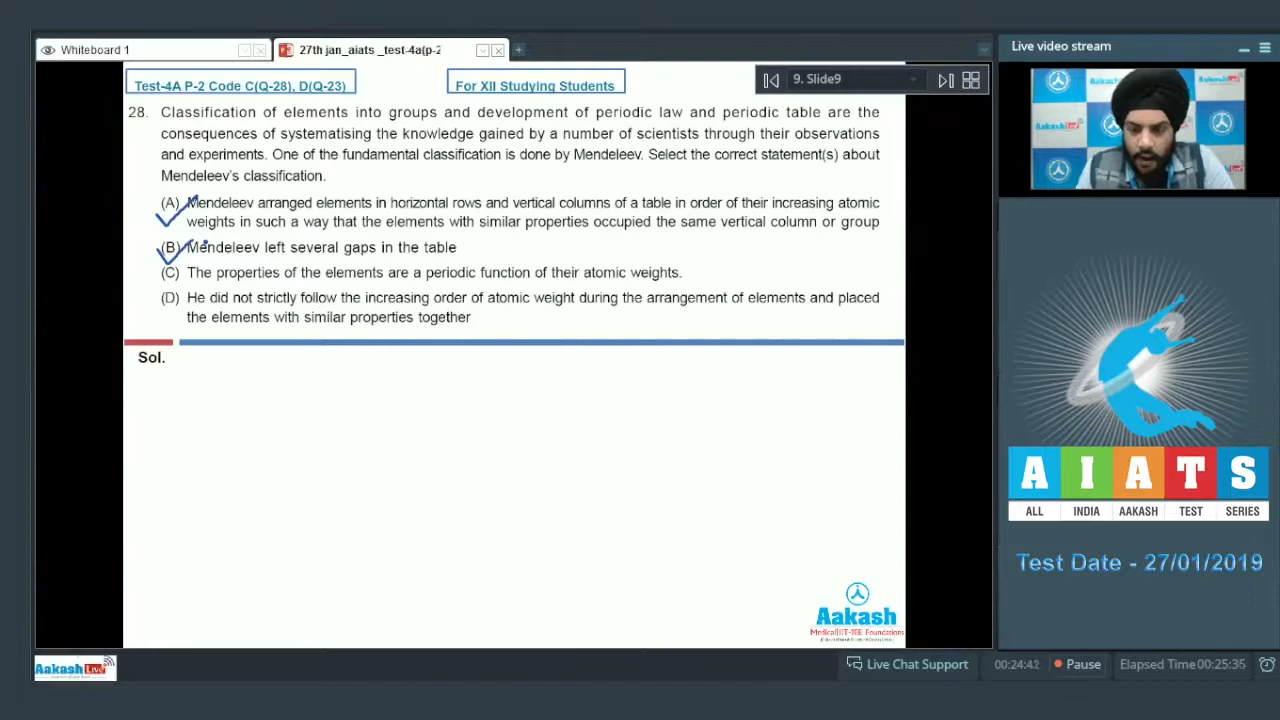 Whiteboard 1
27th jan_aiats _test-4a(p-2
Live video stream
Test-4A P-2 Code C(Q-28), D(Q-23)
For XII Studying Students
9. Slide9
28. Classification of elements into groups and development of periodic law and periodic table are the
consequences of systematising the knowledge gained by a number of scientists through their observations
and experiments. One of the fundamental classification is done by Mendeleev. Select the correct statement(s) about
Mendeleev's classification.
(A) Mendeleev arranged elements in horizontal rows and vertical columns of a table in order of their increasing atomic
weights in such a way that the elements with similar properties occupied the same vertical column or group
(B) Mendeleev left several gaps in the table
(C) The properties of the elements are a periodic function of their atomic weights.
(D) He did not strictly follow the increasing order of atomic weight during the arrangement of elements and placed
the elements with similar properties together
Sol.
A I A T S
ALL INDIA AAKASH TEST SERIES
Test Date - 27/01/2019
Aakash
Medical|IIT-JEE|Foundations
Aakash Live
Live Chat Support
00:24:42
Pause
Elapsed Time 00:25:35